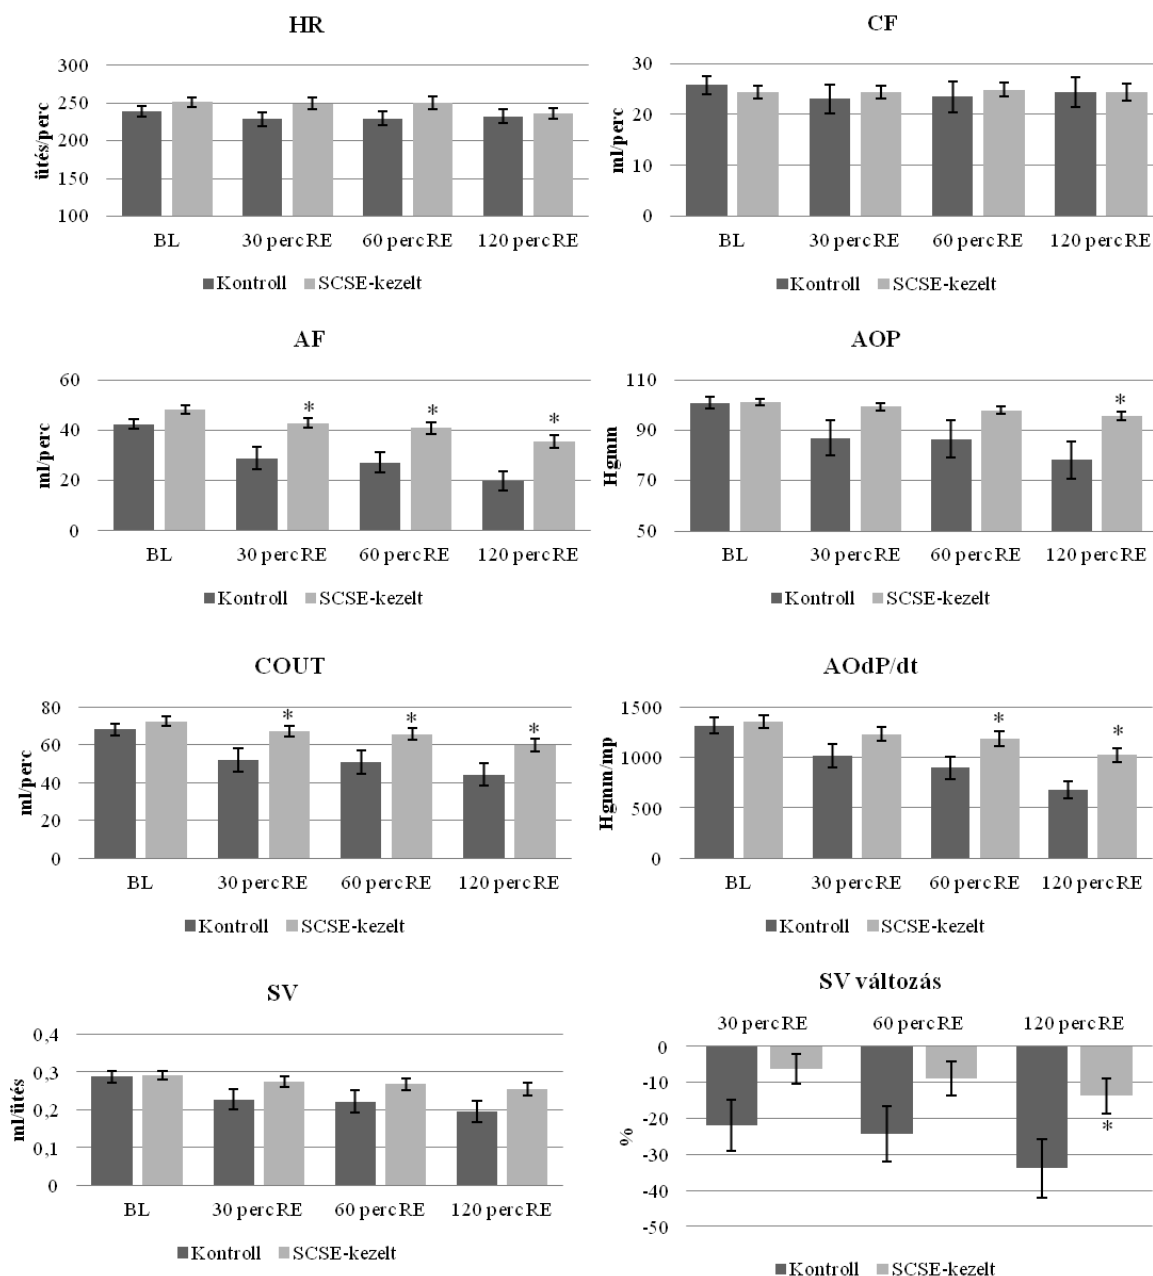 HR
300
250
200
150
100
ütés/perc
BL 30 perc RE 60 perc RE 120 perc RE
Kontroll SCSE-kezelt
CF
30
20
10
0
ml/perc
BL 30 perc RE 60 perc RE 120 perc RE
Kontroll SCSE-kezelt
AF
60
40
20
0
ml/perc
* * *
BL 30 perc RE 60 perc RE 120 perc RE
Kontroll SCSE-kezelt
AOP
110
90
70
50
Hgmm
*
BL 30 perc RE 60 perc RE 120 perc RE
Kontroll SCSE-kezelt
COUT
80
60
40
20
0
ml/perc
* * *
BL 30 perc RE 60 perc RE 120 perc RE
Kontroll SCSE-kezelt
AOdP/dt
1500
1000
500
0
Hgmm/mp
* *
BL 30 perc RE 60 perc RE 120 perc RE
Kontroll SCSE-kezelt
SV
0,4
0,3
0,2
0,1
0
ml/ütés
BL 30 perc RE 60 perc RE 120 perc RE
Kontroll SCSE-kezelt
SV változás
30 perc RE 60 perc RE 120 perc RE
0
-10
-20
-30
-40
-50
%
*
Kontroll SCSE-kezelt